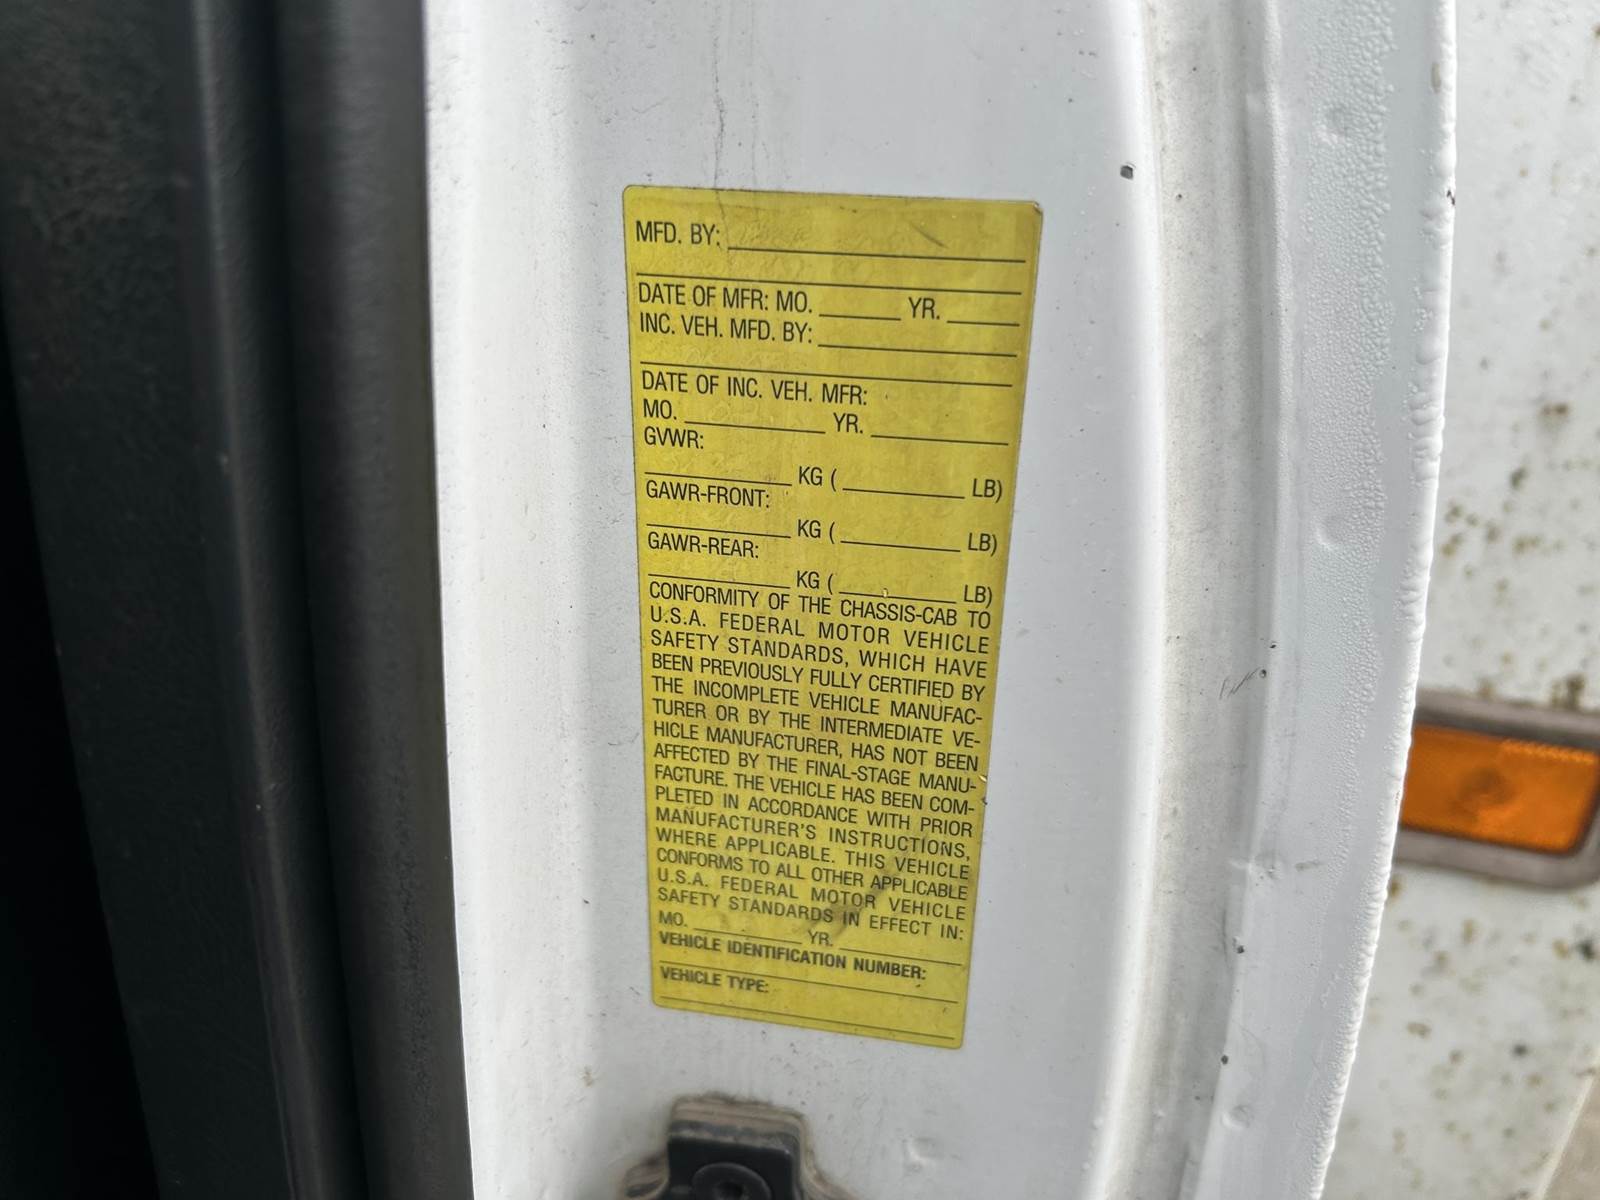 MFD. BY:
DATE OF MFR: MO. YR.
INC. VEH. MFD. BY:
DATE OF INC. VEH. MFR:
MO. YR.
GVWR:
KG ( LB)
GAWR-FRONT:
KG ( LB)
GAWR-REAR:
KG ( LB)
CONFORMITY OF THE CHASSIS-CAB TO
U.S.A. FEDERAL MOTOR VEHICLE
SAFETY STANDARDS, WHICH HAVE
BEEN PREVIOUSLY FULLY CERTIFIED BY
THE INCOMPLETE VEHICLE MANUFAC-
TURER OR BY THE INTERMEDIATE VE-
HICLE MANUFACTURER, HAS NOT BEEN
AFFECTED BY THE FINAL-STAGE MANU-
FACTURE. THE VEHICLE HAS BEEN COM-
PLETED IN ACCORDANCE WITH PRIOR
MANUFACTURER'S INSTRUCTIONS,
WHERE APPLICABLE. THIS VEHICLE
CONFORMS TO ALL OTHER APPLICABLE
U.S.A. FEDERAL MOTOR VEHICLE
SAFETY STANDARDS IN EFFECT IN:
MO. YR.
VEHICLE IDENTIFICATION NUMBER:
VEHICLE TYPE: